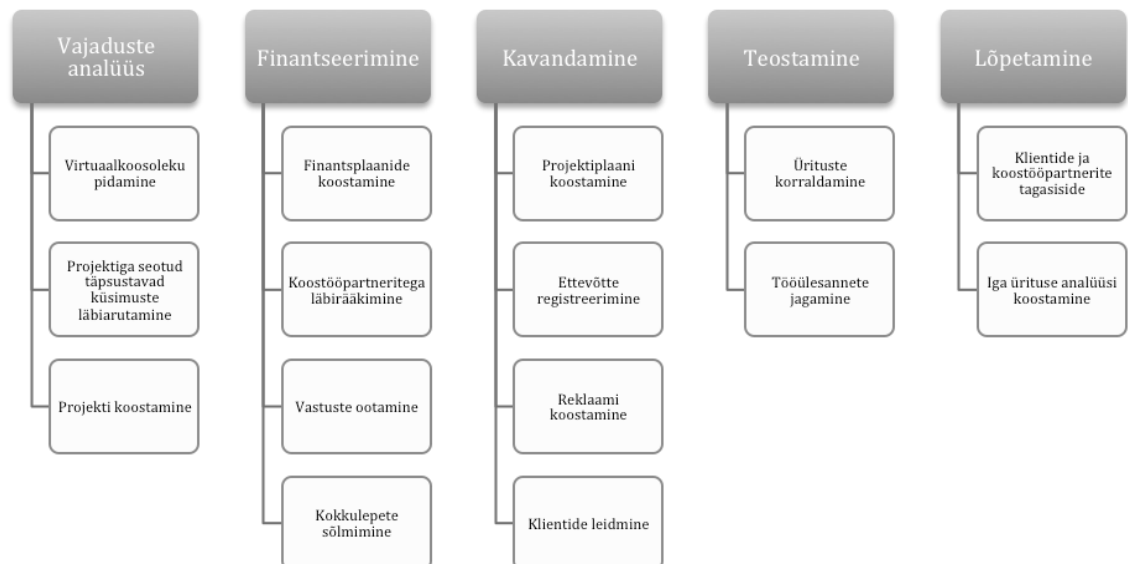 Vajaduste
analüüs
Virtuaalkoosoleku
pidamine
Projektiga seotud
täpsustavad
küsimuste
läbiarutamine
Projekti koostamine
Finantseerimine
Finantsplaanide
koostamine
Koostööpartneritega
läbirääkimine
Vastuste ootamine
Kokkulepete
sõlmimine
Kavandamine
Projektiplaani
koostamine
Ettevõtte
registreerimine
Reklaami
koostamine
Klientide leidmine
Teostamine
Ürituste
korraldamine
Tööülesannete
jagamine
Lõpetamine
Klientide ja
koostööpartnerite
tagasiside
Iga ürituse analüüsi
koostamine